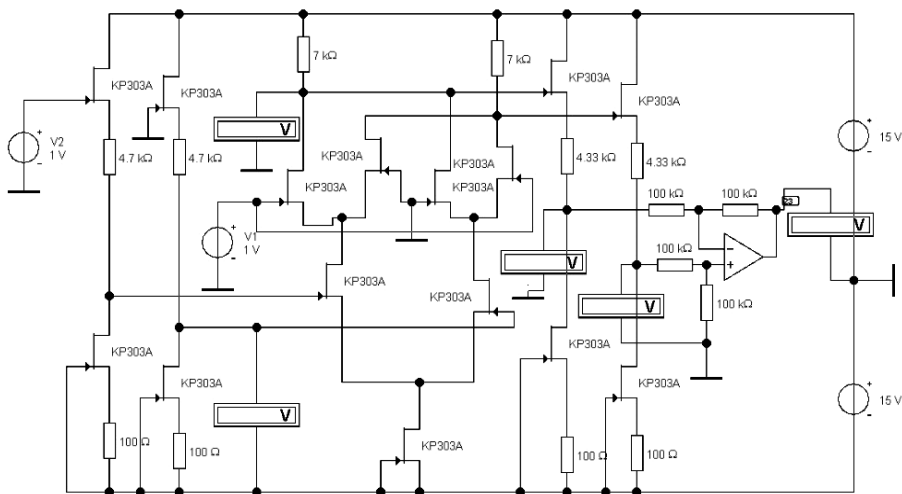 7 kΩ
7 kΩ
KP303A
KP303A
KP303A
KP303A
V
V2
1 V
+
-
4.7 kΩ
4.7 kΩ
KP303A
KP303A
KP303A
KP303A
4.33 kΩ
4.33 kΩ
15 V
+
-
100 kΩ
100 kΩ
23
V
V1
1 V
+
-
V
100 kΩ
-
+
KP303A
KP303A
V
100 kΩ
KP303A
KP303A
KP303A
KP303A
V
15 V
+
-
KP303A
100 Ω
100 Ω
100 Ω
100 Ω